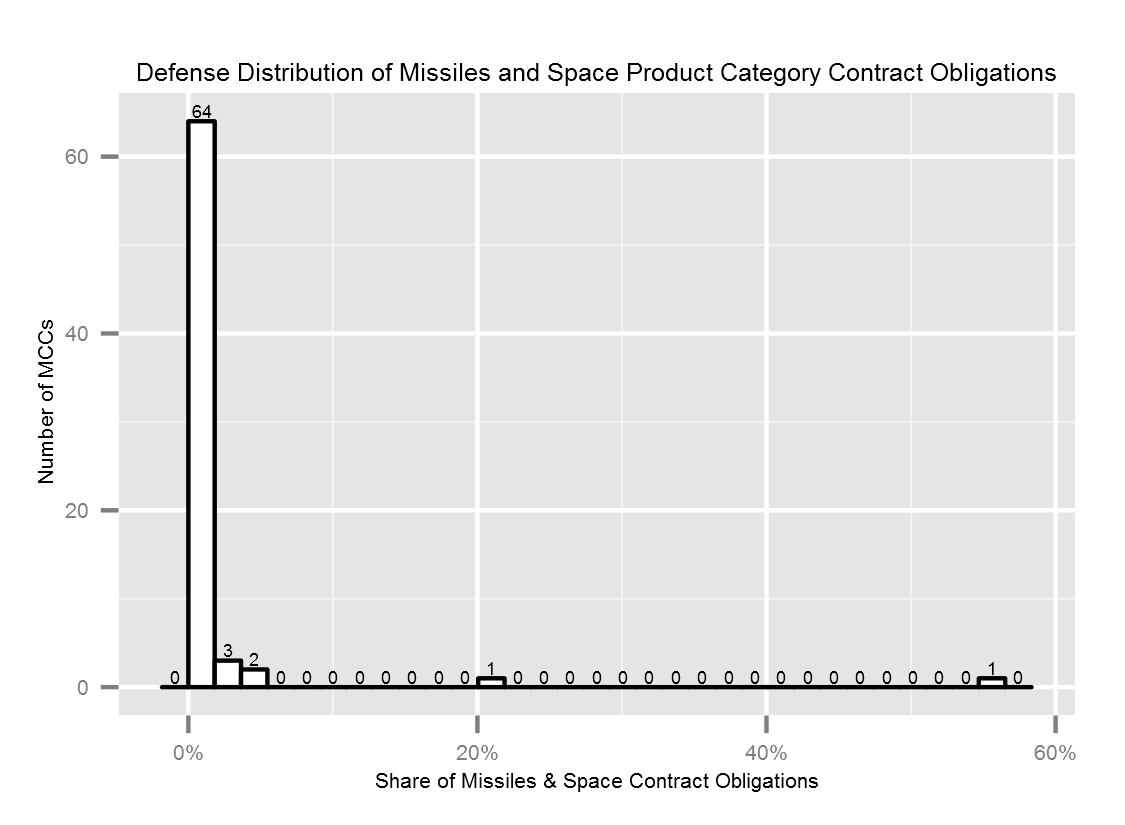 Defense Distribution of Missiles and Space Product Category Contract Obligations
64
60
40
20
0
Number of MCCs
0 3 2 0 0 0 0 0 0 0 0 1 0 0 0 0 0 0 0 0 0 0 0 0 0 0 0 0 0 0 1 0
0% 20% 40% 60%
Share of Missiles & Space Contract Obligations